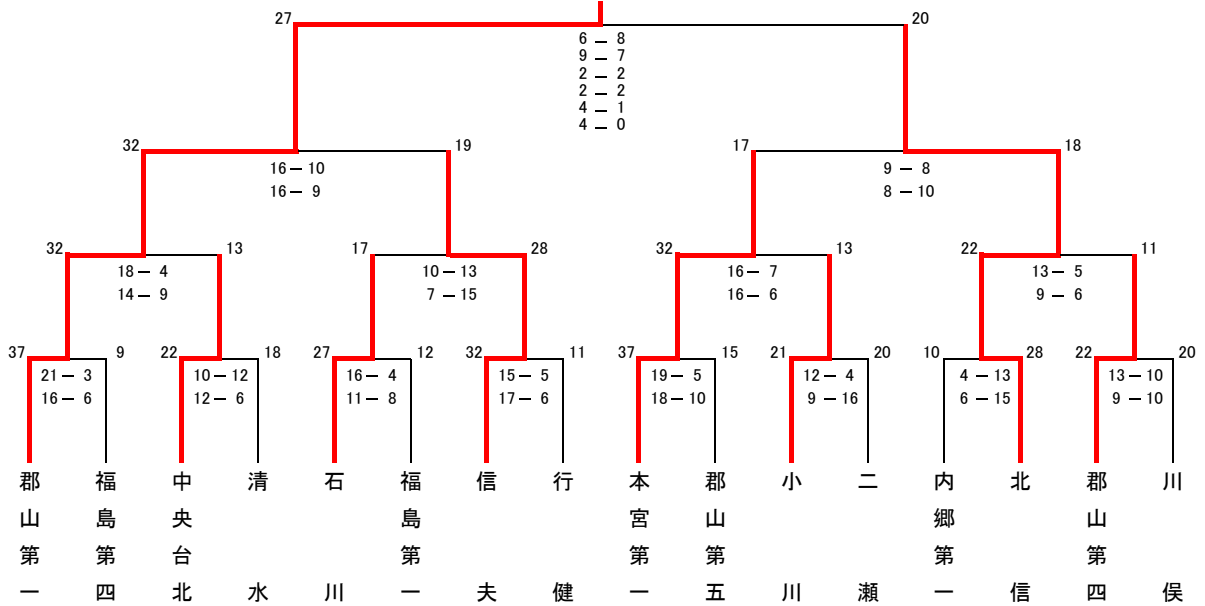 27 20
6 ― 8
9 ― 7
2 ― 2
2 ― 2
4 ― 1
4 ― 0
32 19 17 18
16 ― 10 9 ― 8
16 ― 9 8 ― 10
32 13 17 28 32 13 22 11
18 ― 4 10 ― 13 16 ― 7 13 ― 5
14 ― 9 7 ― 15 16 ― 6 9 ― 6
37 9 22 18 27 12 32 11 37 15 21 20 10 28 22 20
21 ― 3 10 ― 12 16 ― 4 15 ― 5 19 ― 5 12 ― 4 4 ― 13 13 ― 10
16 ― 6 12 ― 6 11 ― 8 17 ― 6 18 ― 10 9 ― 16 6 ― 15 9 ― 10
郡山第一
福島第四
中央台北
清水
石川
福島第一
信夫
行健
本宮第一
郡山第五
小川
二瀬
内郷第一
北信
郡山第四
川俣